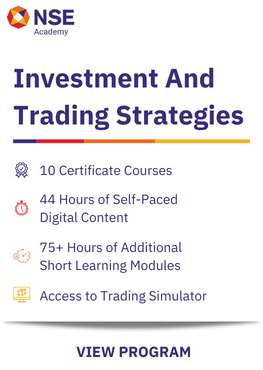 NSE
Academy
Investment And
Trading Strategies
10 Certificate Courses
44 Hours of Self-Paced
Digital Content
75+ Hours of Additional
Short Learning Modules
Access to Trading Simulator
VIEW PROGRAM